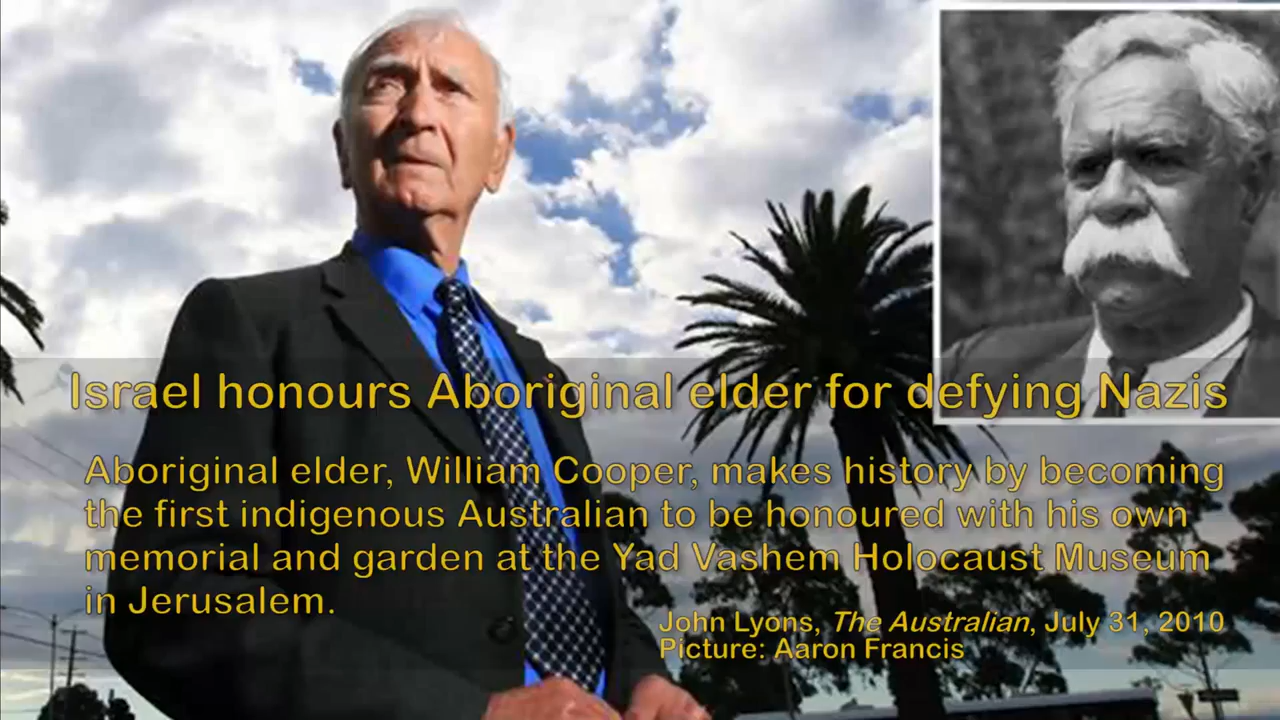 Israel honours Aboriginal elder for defying Nazis
Aboriginal elder, William Cooper, makes history by becoming
the first indigenous Australian to be honoured with his own
memorial and garden at the Yad Vashem Holocaust Museum
in Jerusalem.
John Lyons, The Australian, July 31, 2010
Picture: Aaron Francis